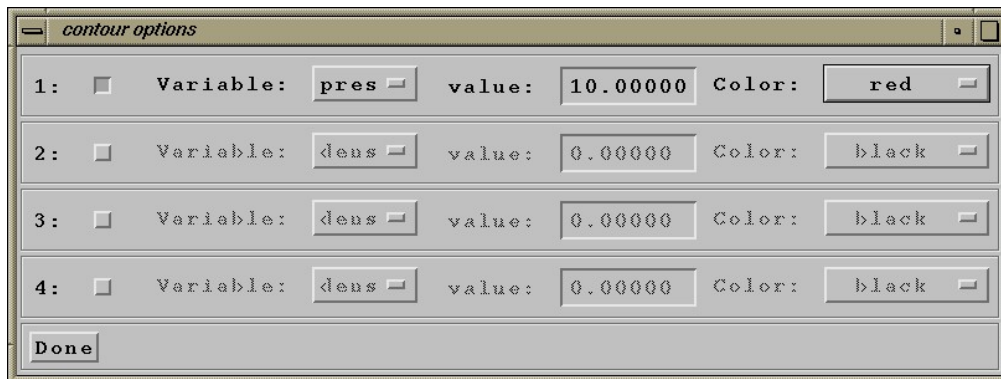 contour options
1: Variable: pres value: 10.00000 Color: red
2: Variable: dens value: 0.00000 Color: black
3: Variable: dens value: 0.00000 Color: black
4: Variable: dens value: 0.00000 Color: black
Done